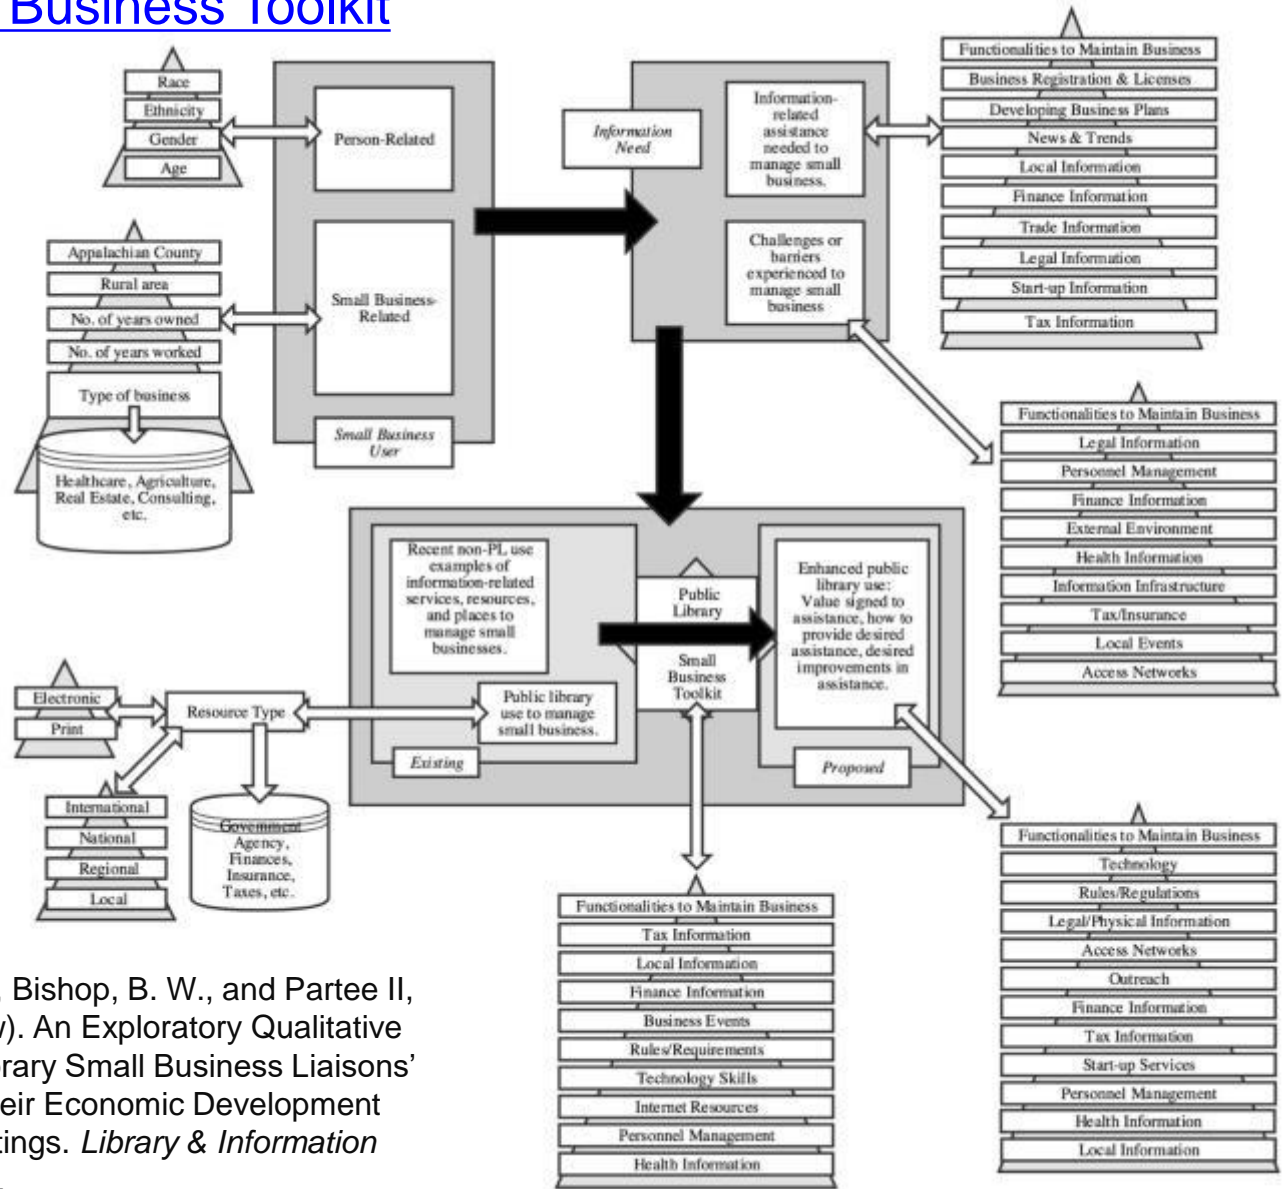 Business Toolkit
Race
Ethnicity
Gender
Age
Person-Related
Appalachian County
Rural area
No. of years owned
No. of years worked
Type of business
Healthcare, Agriculture,
Real Estate, Consulting,
etc.
Small Business-
Related
Small Business
User
Information
Need
Information-
related
assistance
needed to
manage small
business.
Challenges or
barriers
experienced to
manage small
business
Functionalities to Maintain Business
Business Registration & Licenses
Developing Business Plans
News & Trends
Local Information
Finance Information
Trade Information
Legal Information
Start-up Information
Tax Information
Functionalities to Maintain Business
Legal Information
Personnel Management
Finance Information
External Environment
Health Information
Information Infrastructure
Tax/Insurance
Local Events
Access Networks
Recent non-PL use
examples of
information-related
services, resources,
and places to
manage small
businesses.
Public library
use to manage
small business.
Existing
Public
Library
Small
Business
Toolkit
Enhanced public
library use:
Value signed to
assistance, how to
provide desired
assistance, desired
improvements in
assistance.
Proposed
Electronic
Print
Resource Type
International
National
Regional
Local
Government
Agency,
Finances,
Insurance,
Taxes, etc.
Functionalities to Maintain Business
Tax Information
Local Information
Finance Information
Business Events
Rules/Requirements
Technology Skills
Internet Resources
Personnel Management
Health Information
Functionalities to Maintain Business
Technology
Rules/Regulations
Legal/Physical Information
Access Networks
Outreach
Finance Information
Tax Information
Start-up Services
Personnel Management
Health Information
Local Information
, Bishop, B. W., and Partee II,
). An Exploratory Qualitative
rary Small Business Liaisons'
eir Economic Development
tings. Library & Information